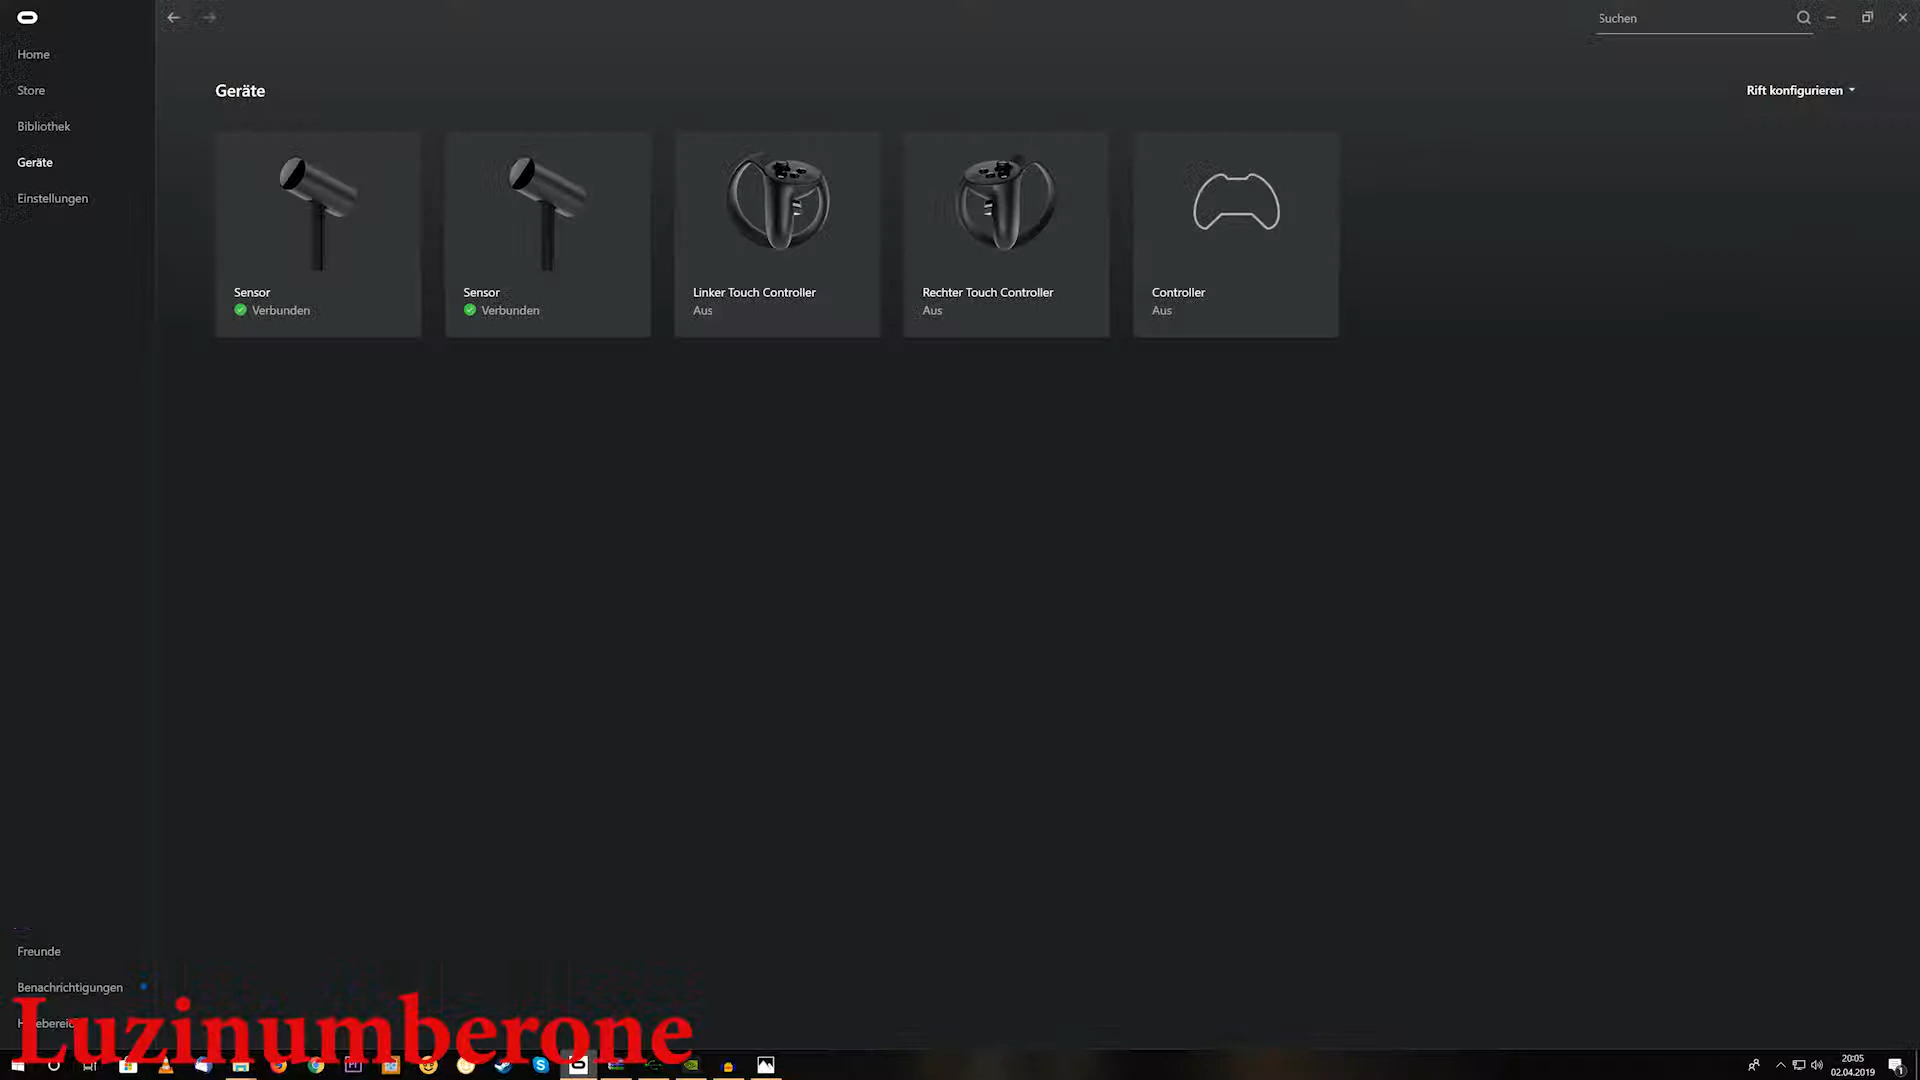 Suchen
Home
Store
Bibliothek
Geräte
Einstellungen
Geräte
Rift konfigurieren
Sensor
Verbunden
Sensor
Verbunden
Linker Touch Controller
Aus
Rechter Touch Controller
Aus
Controller
Aus
Freunde
Benachrichtigungen
Luzinumberone
20:05
02.04.2019